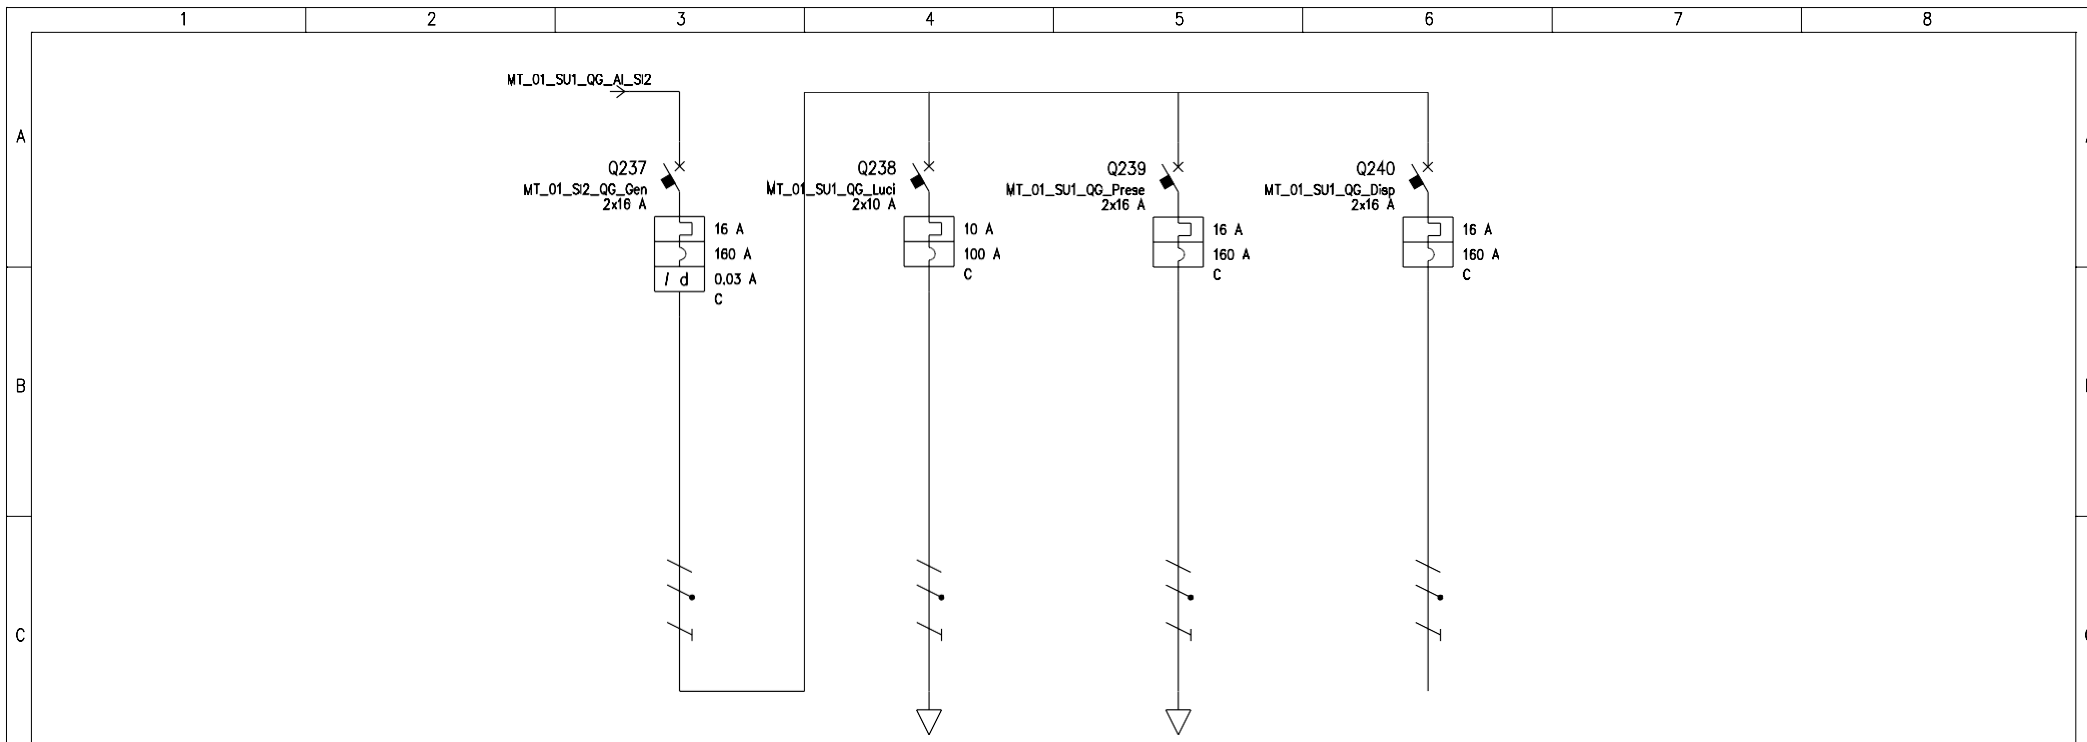 1 2 3 4 5 6 7 8
MT_01_SU1_QG_AI_SI2
A
Q237
MT_01_SI2_QG_Gen
2x16 A
16 A
160 A
I d
0.03 A
C
Q238
MT_01_SU1_QG_Luci
2x10 A
10 A
100 A
C
Q239
MT_01_SU1_QG_Prese
2x16 A
16 A
160 A
C
Q240
MT_01_SU1_QG_Disp
2x16 A
16 A
160 A
C
B
C